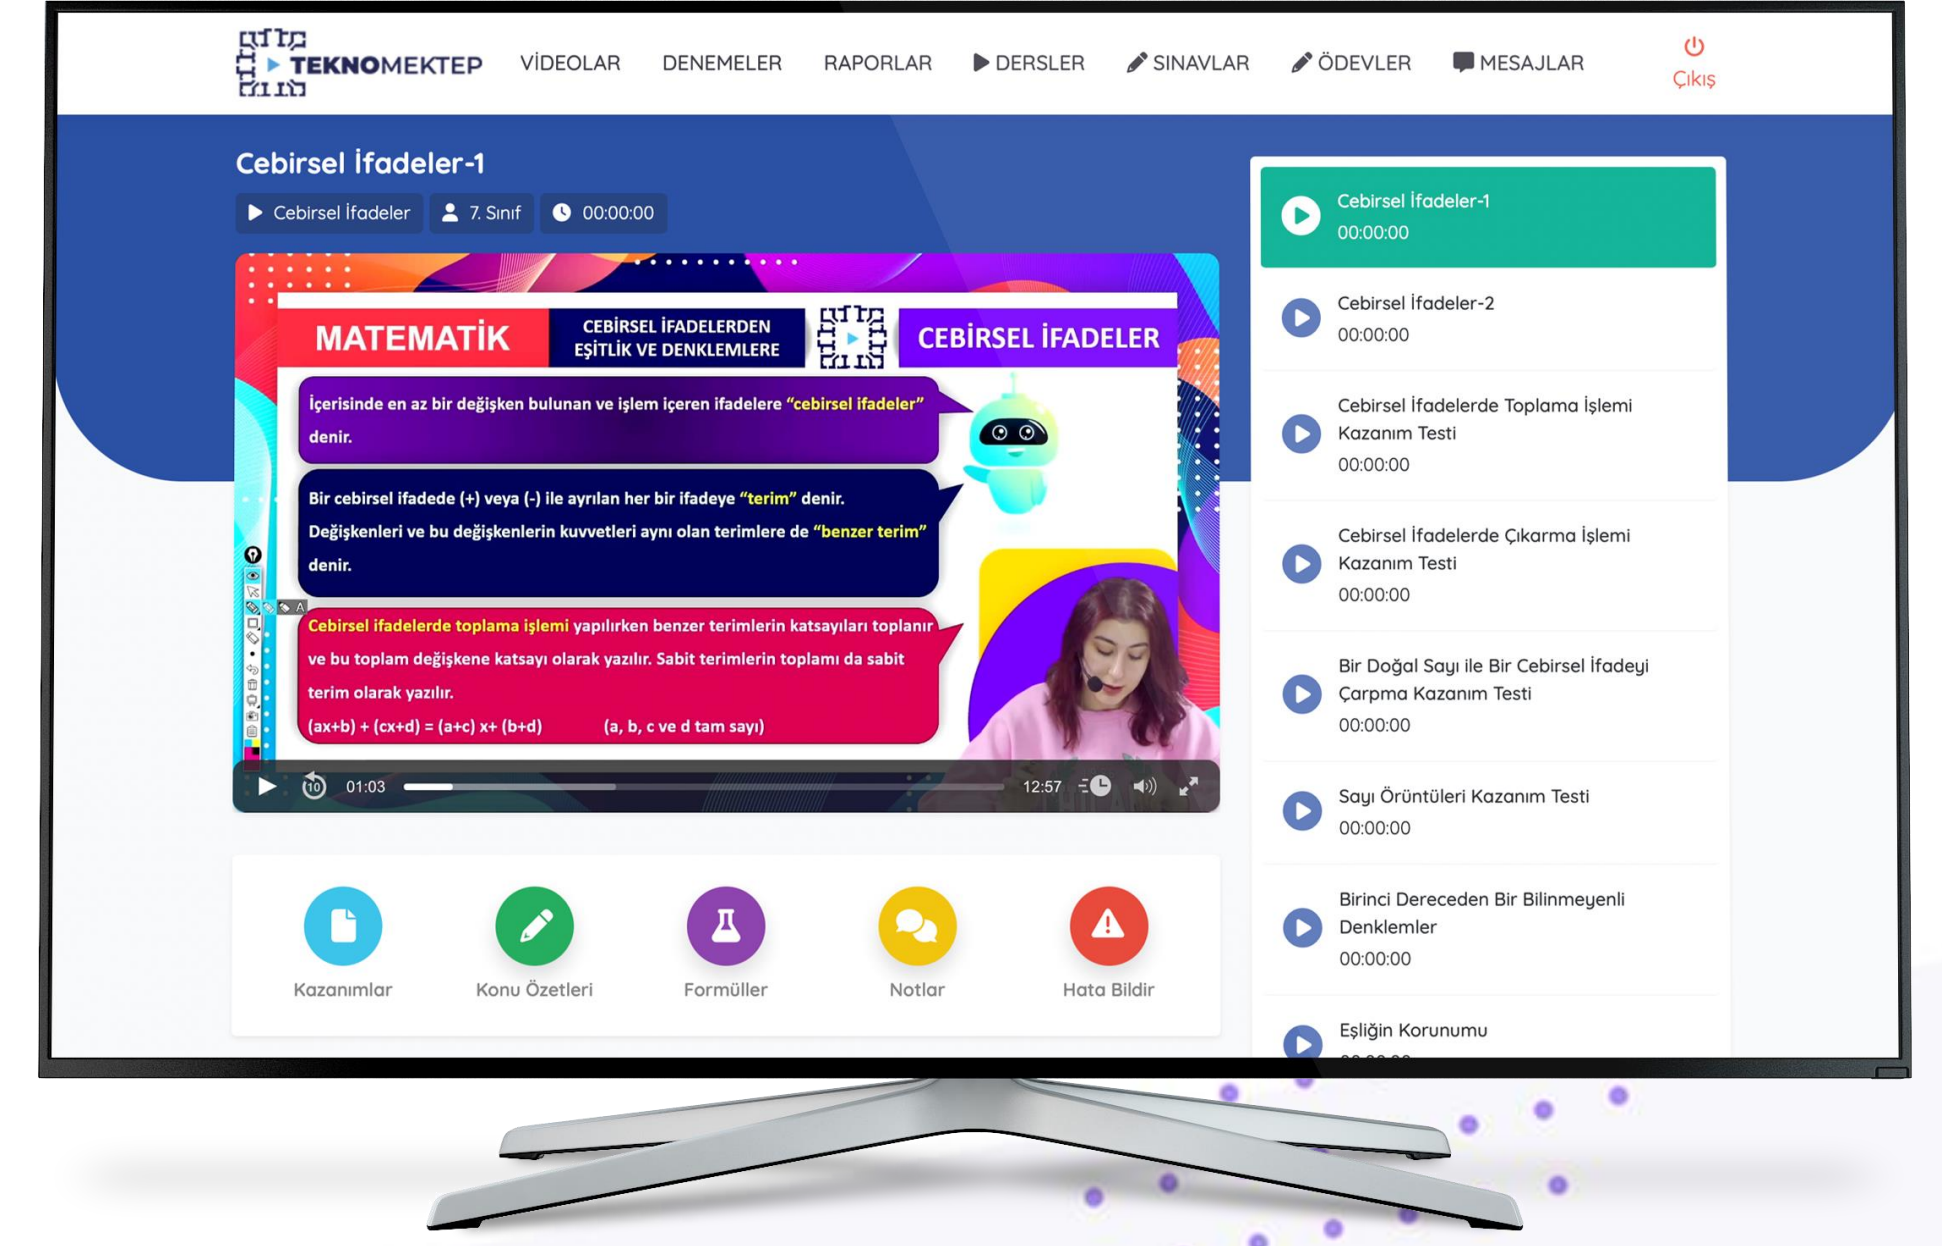 TEKNOMEKTEP
VİDEOLAR
DENEMELER
RAPORLAR
DERSLER
SINAVLAR
ÖDEVLER
MESAJLAR
Çıkış
Cebirsel İfadeler-1
Cebirsel İfadeler
7. Sınıf
00:00:00
MATEMATİK
CEBİRSEL İFADELERDEN
EŞİTLİK VE DENKLEMLERE
CEBİRSEL İFADELER
İçerisinde en az bir değişken bulunan ve işlem içeren ifadelere “cebirsel ifadeler”
denir.
Bir cebirsel ifadede (+) veya (-) ile ayrılan her bir ifadeye “terim” denir.
Değişkenleri ve bu değişkenlerin kuvvetleri aynı olan terimlere de “benzer terim”
denir.
A
Cebirsel ifadelerde toplama işlemi yapılırken benzer terimlerin katsayıları toplanır
ve bu toplam değişkene katsayı olarak yazılır. Sabit terimlerin toplamı da sabit
terim olarak yazılır.
(ax+b) + (cx+d) = (a+c) x+ (b+d) (a, b, c ve d tam sayı)
10
01:03
12:57
Kazanımlar
Konu Özetleri
Formüller
Notlar
Hata Bildir
Cebirsel İfadeler-1
00:00:00
Cebirsel İfadeler-2
00:00:00
Cebirsel İfadelerde Toplama İşlemi
Kazanım Testi
00:00:00
Cebirsel İfadelerde Çıkarma İşlemi
Kazanım Testi
00:00:00
Bir Doğal Sayı ile Bir Cebirsel İfadeyi
Çarpma Kazanım Testi
00:00:00
Sayı Örüntüleri Kazanım Testi
00:00:00
Birinci Dereceden Bir Bilinmeyenli
Denklemler
00:00:00
Eşliğin Korunumu